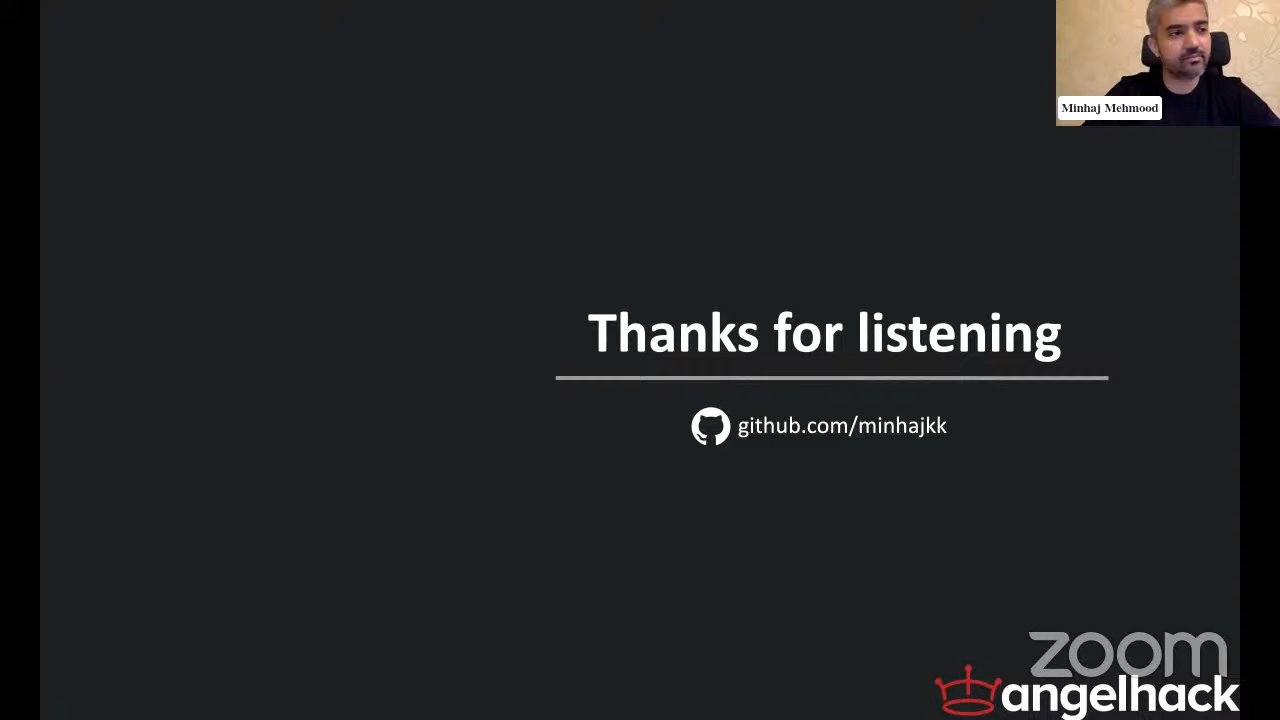 Minhaj Mehmood
Thanks for listening
github.com/minhajkk
zoom
angelhack